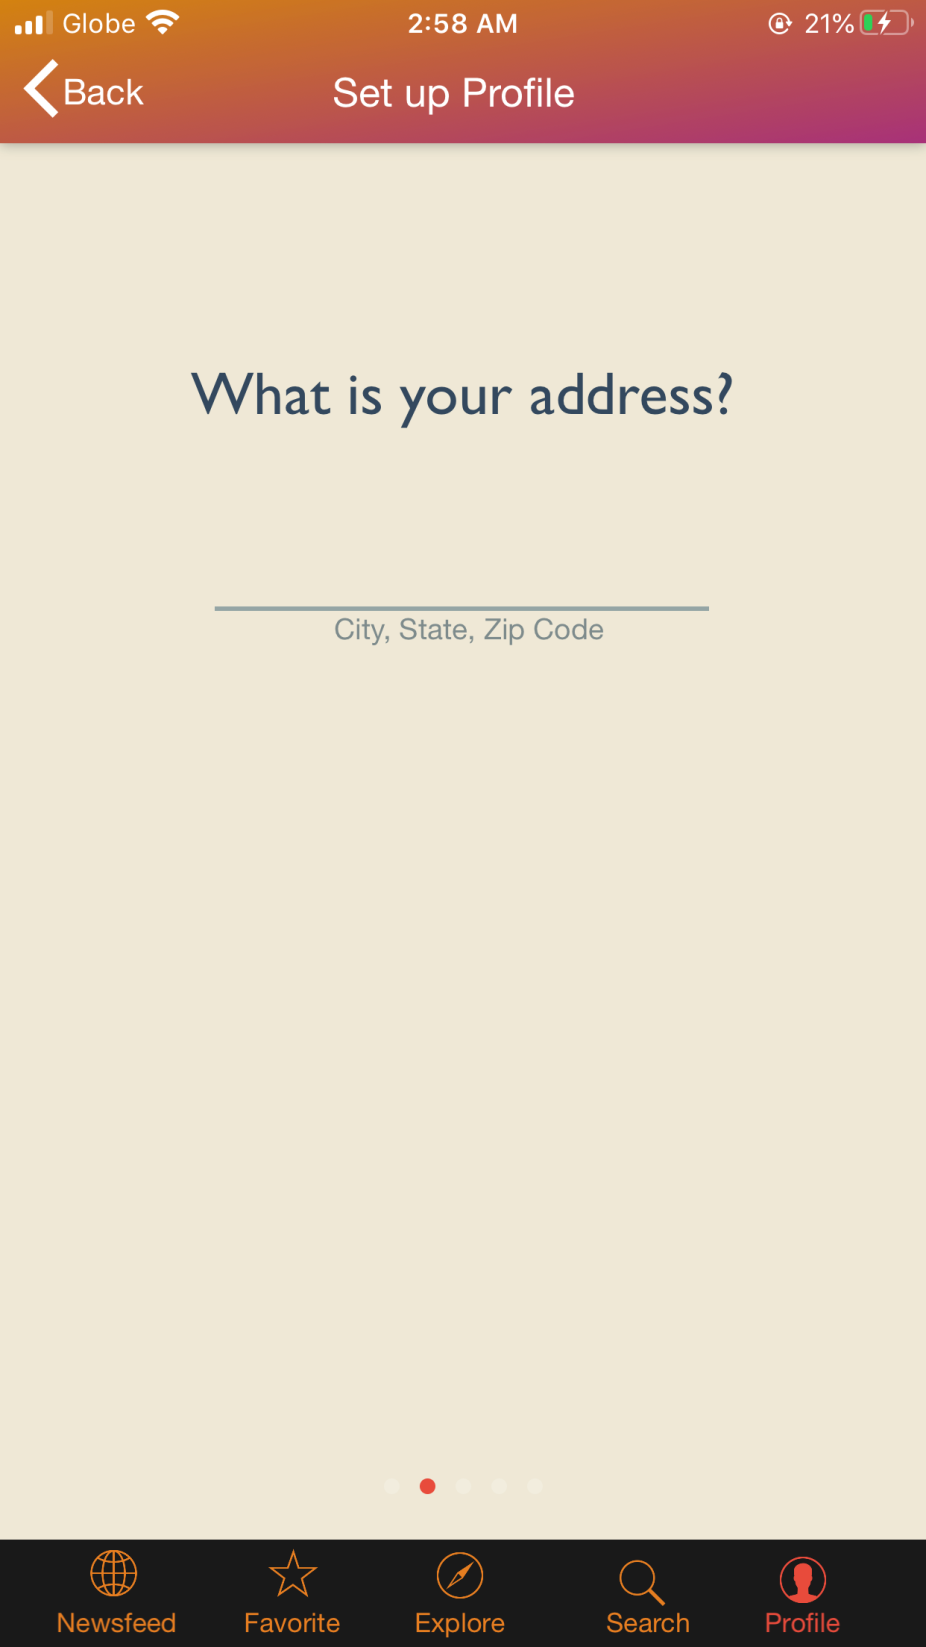 Globe 2:58 AM 21%
Back Set up Profile
What is your address?
City, State, Zip Code
Newsfeed Favorite Explore Search Profile